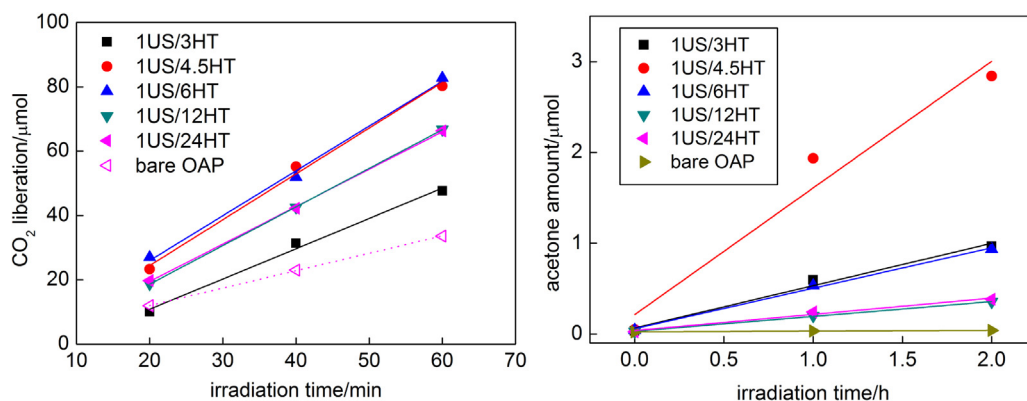 CO₂ liberation/μmol
100
80
60
40
20
0
1US/3HT
1US/4.5HT
1US/6HT
1US/12HT
1US/24HT
bare OAP
10 20 30 40 50 60 70
irradiation time/min
acetone amount/μmol
3
2
1
0
1US/3HT
1US/4.5HT
1US/6HT
1US/12HT
1US/24HT
bare OAP
0.0 0.5 1.0 1.5 2.0
irradiation time/h